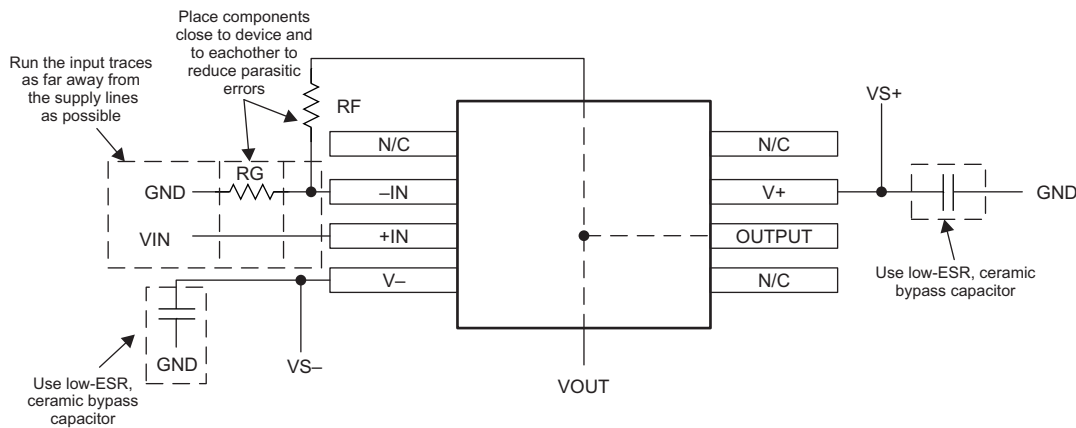 Place components
close to device and
to eachother to
reduce parasitic
errors
Run the input traces
as far away from
the supply lines
as possible
RF
VS+
N/C
N/C
RG
GND
–IN
V+
GND
VIN
+IN
OUTPUT
V–
N/C
Use low-ESR, ceramic
bypass capacitor
GND
VS–
VOUT
Use low-ESR,
ceramic bypass
capacitor